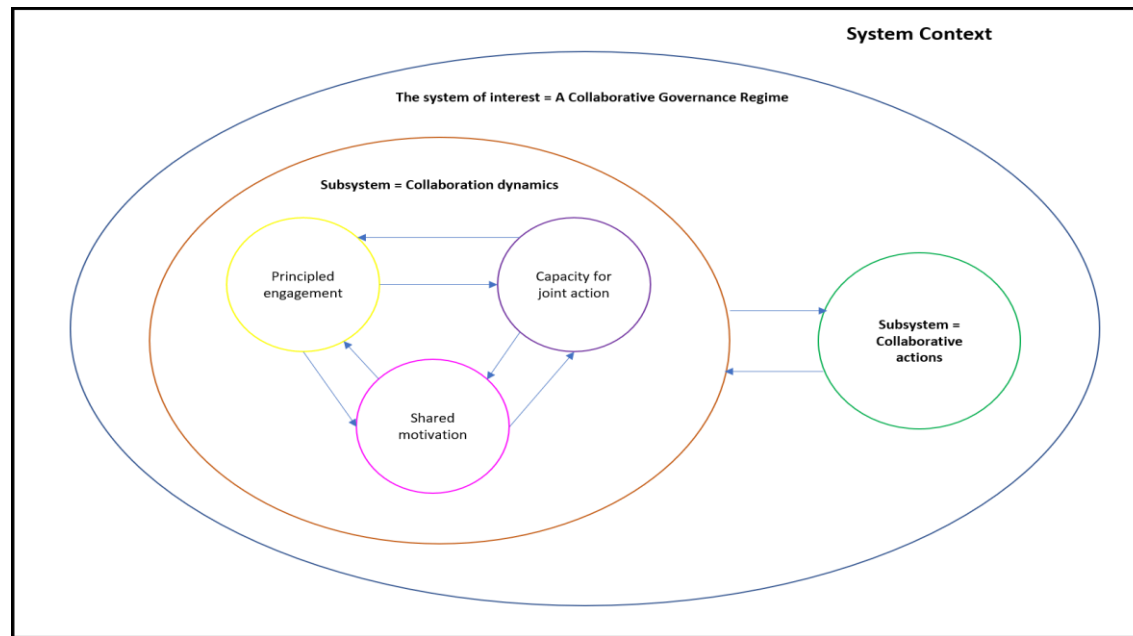 System Context
The system of interest = A Collaborative Governance Regime
Subsystem = Collaboration dynamics
Principled
engagement
Capacity for
joint action
Shared
motivation
Subsystem =
Collaborative
actions